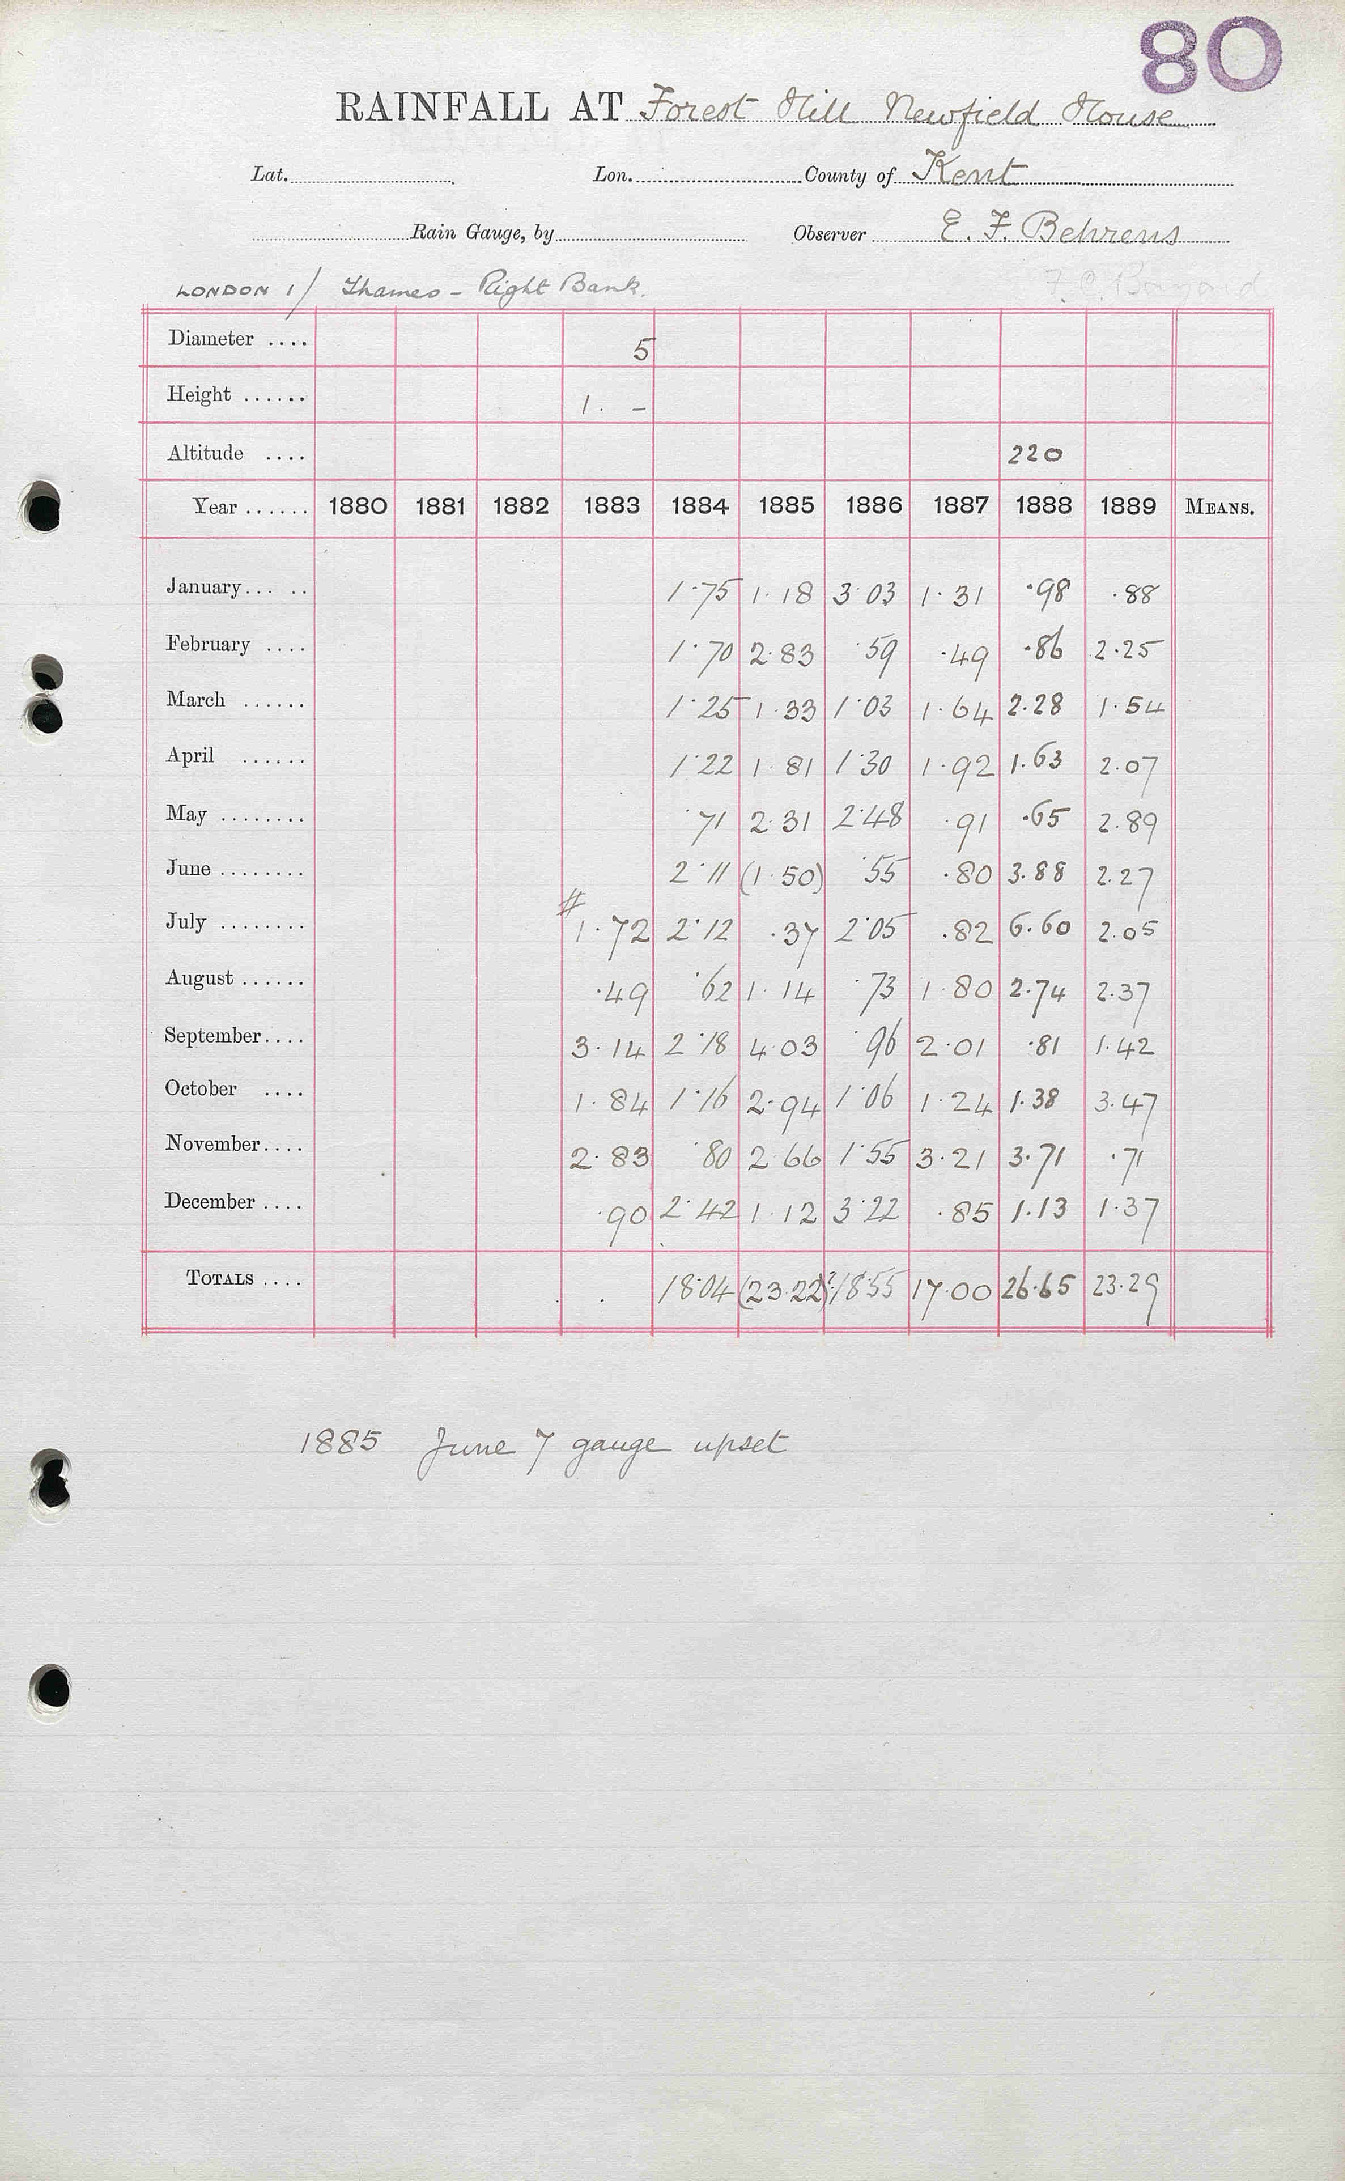 80
RAINFALL AT Forest Hill Newfield House
Lat. Lon. County of Kent
Rain Gauge, by Observer E. F. Behrens
LONDON 1/ Thames - Right Bank.
Diameter .... 5
Height ...... 1. -
Altitude .... 220
Year ...... 1880 1881 1882 1883 1884 1885 1886 1887 1888 1889 MEANS.
January... .. 1.75 1.18 3.03 1.31 .98 .88
February .... 1.70 2.83 .59 .49 .86 2.25
March ...... 1.25 1.33 1.03 1.64 2.28 1.54
April ...... 1.22 1.81 1.30 1.92 1.63 2.07
May ........ .71 2.31 2.48 .91 .65 2.89
June ........ 2.11 (1.50) .55 .80 3.88 2.27
July ........ # 1.72 2.12 .37 2.05 .82 6.60 2.05
August ...... .49 .62 1.14 .73 1.80 2.74 2.37
September.... 3.14 2.18 4.03 .96 2.01 .81 1.42
October .... 1.84 1.16 2.94 1.06 1.24 1.38 3.47
November.... 2.83 .80 2.66 1.55 3.21 3.71 .71
December .... .90 2.42 1.12 3.22 .85 1.13 1.37
TOTALS .... 18.04 (23.22)? 18.55 17.00 26.65 23.29
1885 June 7 gauge upset